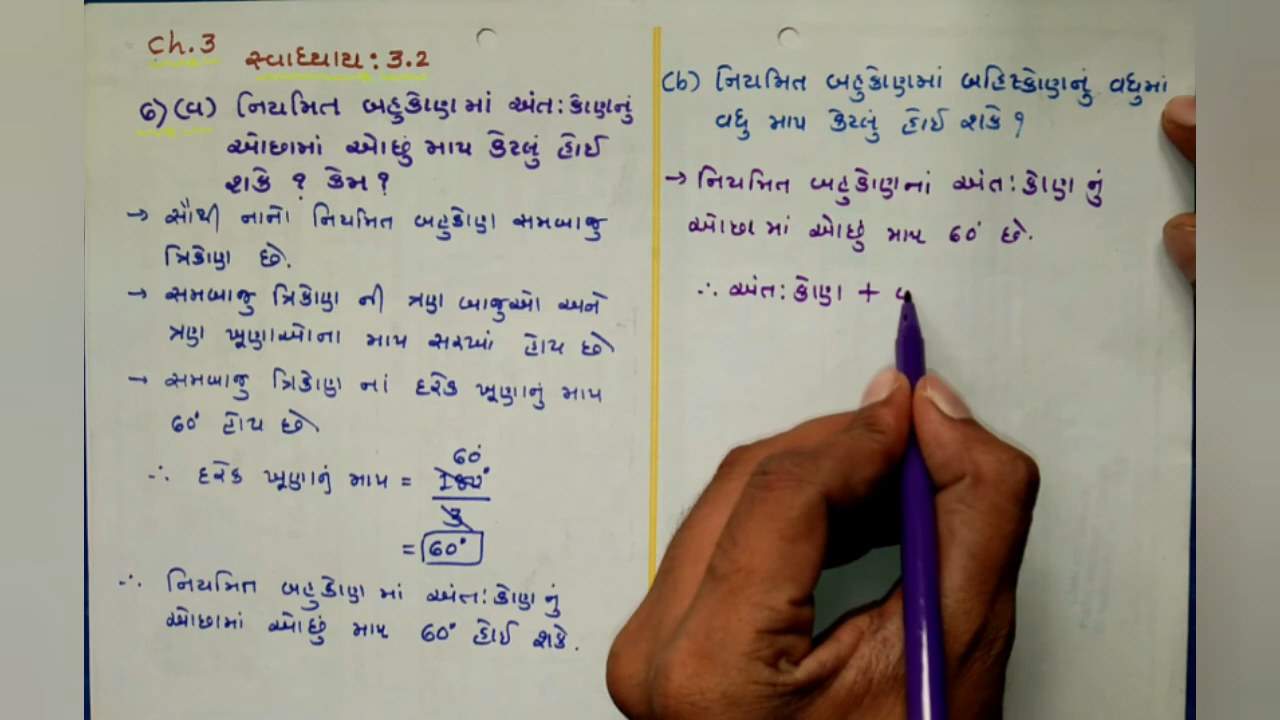 Ch.3
સ્વાધ્યાય : 3.2
6) (a) નિયમિત બહુકોણમાં અંત:કોણનું
ઓછામાં ઓછું માપ કેટલું હોઈ
શકે ? કેમ ?
→ સૌથી નાનો નિયમિત બહુકોણ સમબાજુ
ત્રિકોણ છે.
→ સમબાજુ ત્રિકોણ ની ત્રણ બાજુઓ અને
ત્રણ ખૂણાઓના માપ સરખાં હોય છે
→ સમબાજુ ત્રિકોણ નાં દરેક ખૂણાનું માપ
60° હોય છે
∴ દરેક ખૂણાનું માપ = 180° / 3
60°
= 60°
∴ નિયમિત બહુકોણ માં અંત:કોણ નું
ઓછામાં ઓછું માપ 60° હોઈ શકે.
(b) નિયમિત બહુકોણમાં બહિષ્કોણનું વધુમાં
વધુ માપ કેટલું હોઈ શકે ?
→ નિયમિત બહુકોણનાં અંત:કોણ નું
ઓછા માં ઓછું માપ 60° છે.
∴ અંત:કોણ +